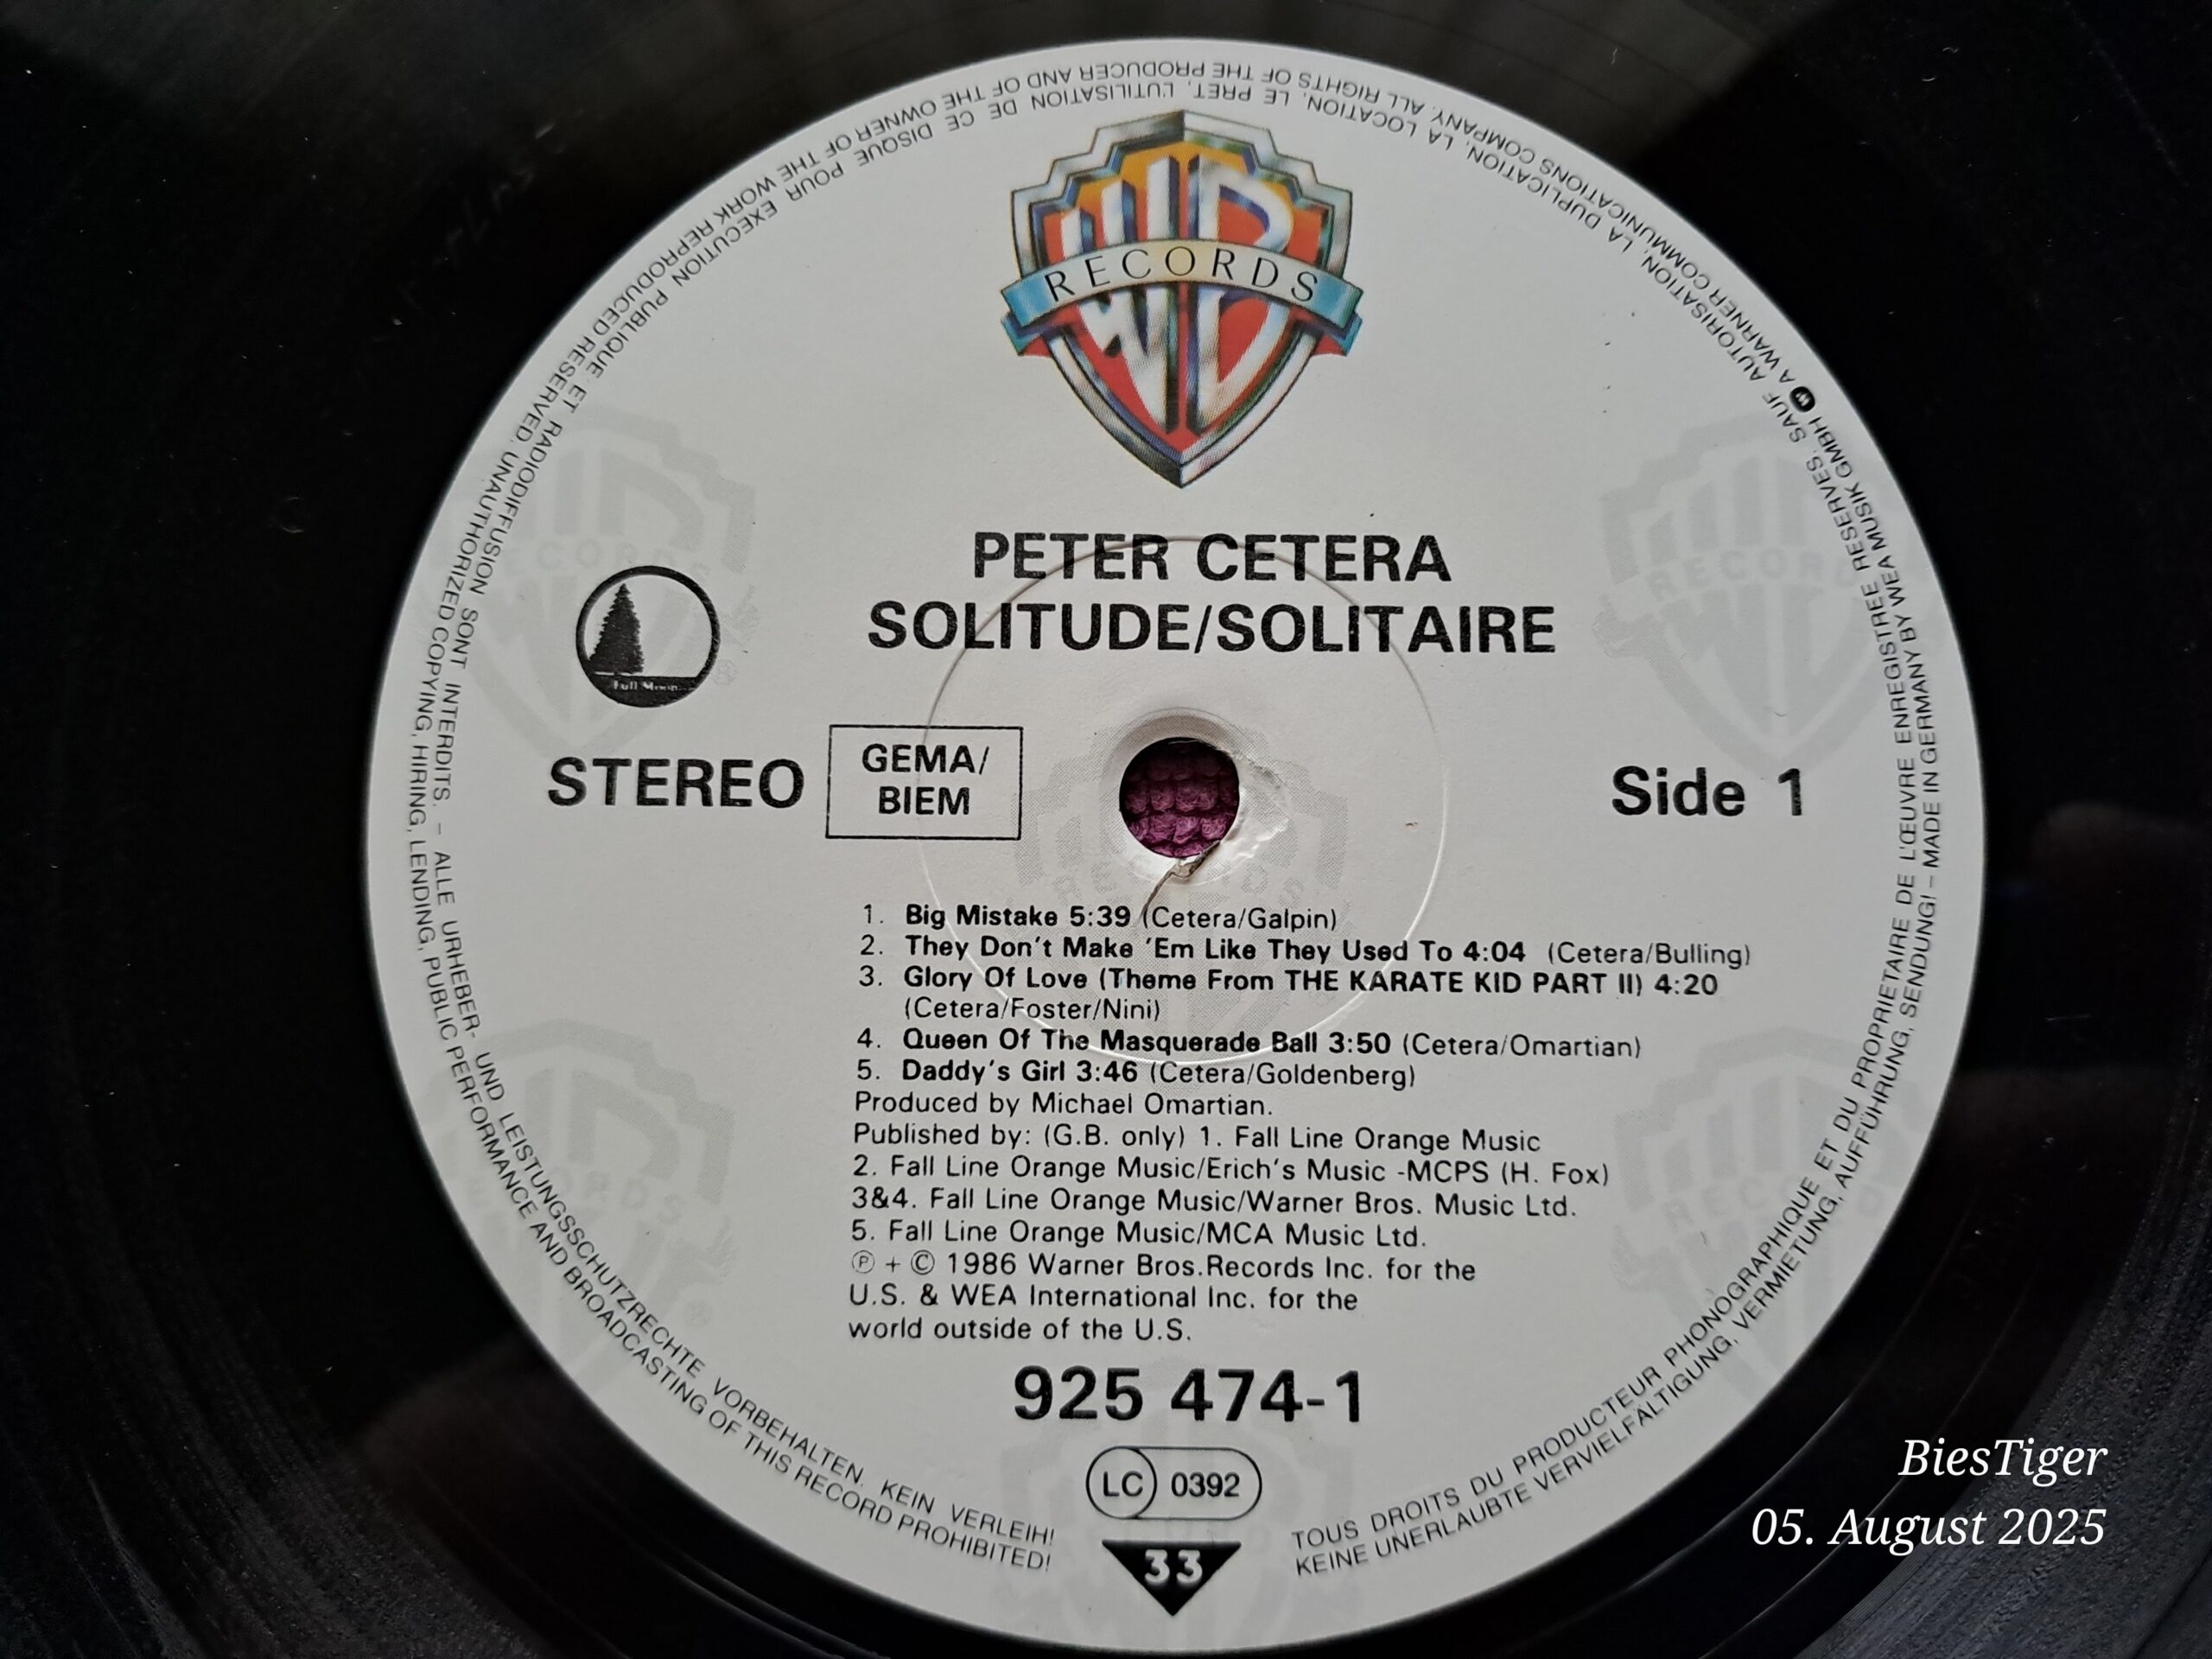 WB
RECORDS
PETER CETERA
SOLITUDE/SOLITAIRE
Full Moon
STEREO
GEMA/
BIEM
Side 1
1. Big Mistake 5:39 (Cetera/Galpin)
2. They Don't Make 'Em Like They Used To 4:04 (Cetera/Bulling)
3. Glory Of Love (Theme From THE KARATE KID PART II) 4:20
(Cetera/Foster/Nini)
4. Queen Of The Masquerade Ball 3:50 (Cetera/Omartian)
5. Daddy's Girl 3:46 (Cetera/Goldenberg)
Produced by Michael Omartian.
Published by: (G.B. only) 1. Fall Line Orange Music
2. Fall Line Orange Music/Erich's Music -MCPS (H. Fox)
3&4. Fall Line Orange Music/Warner Bros. Music Ltd.
5. Fall Line Orange Music/MCA Music Ltd.
℗ + © 1986 Warner Bros.Records Inc. for the
U.S. & WEA International Inc. for the
world outside of the U.S.
925 474-1
LC 0392
33
TOUS DROITS DU PRODUCTEUR PHONOGRAPHIQUE ET DU PROPRIETAIRE DE L'ŒUVRE ENREGISTREE RESERVES. SAUF AUTORISATION, LA DUPLICATION, LA LOCATION, LE PRET, L'UTILISATION DE CE DISQUE POUR EXECUTION PUBLIQUE ET RADIODIFFUSION SONT INTERDITS. – ALLE URHEBER- UND LEISTUNGSSCHUTZRECHTE VORBEHALTEN. KEIN VERLEIH!
KEINE UNERLAUBTE VERVIELFÄLTIGUNG, VERMIETUNG, AUFFÜHRUNG, SENDUNG! – MADE IN GERMANY BY WEA MUSIK GMBH A WARNER COMMUNICATIONS COMPANY. ALL RIGHTS OF THE PRODUCER AND OF THE OWNER OF THE WORK REPRODUCED RESERVED. UNAUTHORIZED COPYING, HIRING, LENDING, PUBLIC PERFORMANCE AND BROADCASTING OF THIS RECORD PROHIBITED!
BiesTiger
05. August 2025